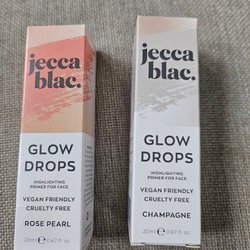 jecca
blac.
GLOW
DROPS
HIGHLIGHTING
PRIMER FOR FACE
VEGAN FRIENDLY
CRUELTY FREE
ROSE PEARL
20ml ℮ 0.67 fl. oz.
jecca
blac.
GLOW
DROPS
HIGHLIGHTING
PRIMER FOR FACE
VEGAN FRIENDLY
CRUELTY FREE
CHAMPAGNE
20ml ℮ 0.67 fl. oz.